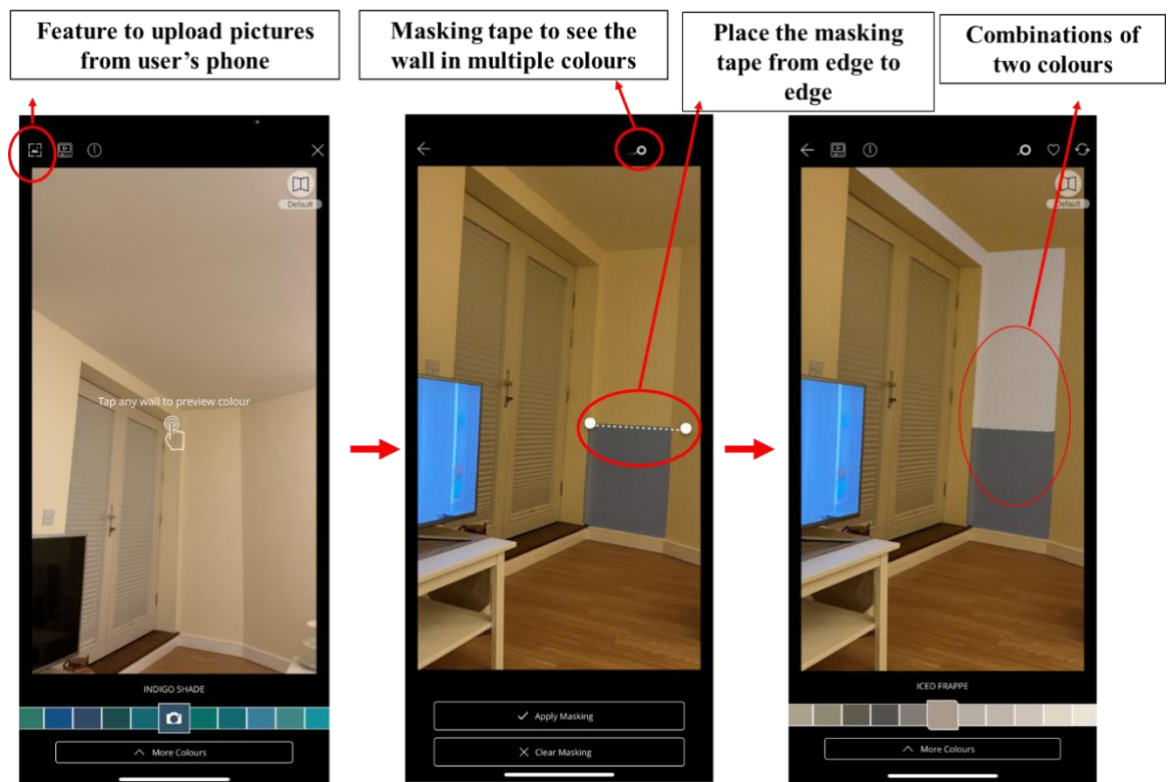 Feature to upload pictures
from user's phone
Masking tape to see the
wall in multiple colours
Place the masking
tape from edge to
edge
Combinations of
two colours
Default
Tap any wall to preview colour
INDIGO SHADE
More Colours
Apply Masking
Clear Masking
Default
ICED FRAPPE
More Colours